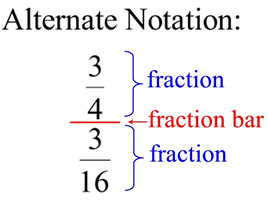 Alternate Notation:
3
4
fraction
fraction bar
3
16
fraction